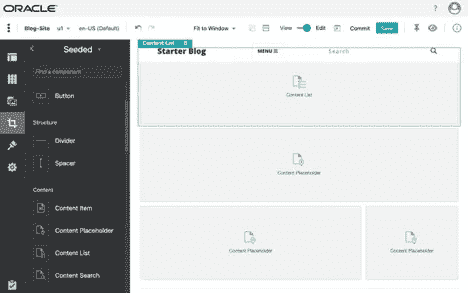 ORACLE
?
Blog-Site v1 en-US (Default) Fit to Window View Edit Commit Save
Seeded
Find a component
Button
Structure
Divider
Spacer
Content
Content Item
Content Placeholder
Content List
Content Search
Content List
Starter Blog MENU Search
Content List
Content Placeholder
Content Placeholder
Content Placeholder